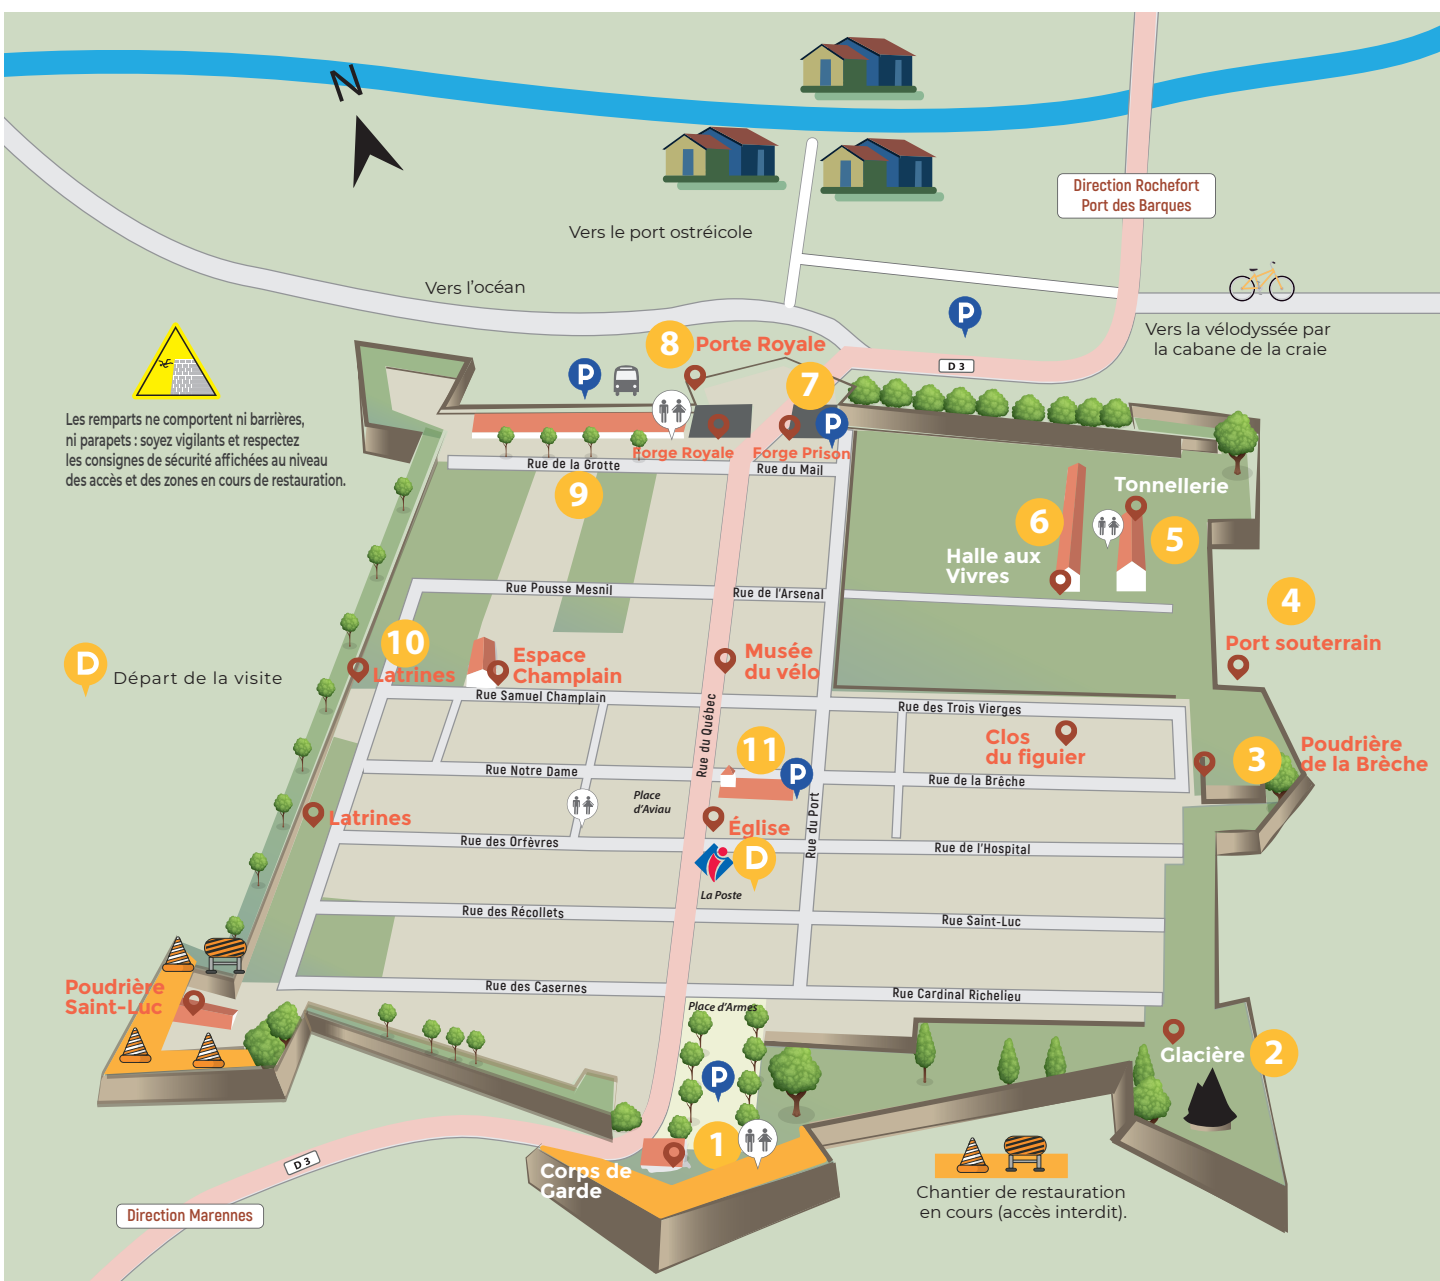 N
Direction Rochefort
Port des Barques
Vers le port ostréicole
Vers l'océan
P
Vers la vélodyssée par
la cabane de la craie
8
Porte Royale
D 3
P
7
P
Les remparts ne comportent ni barrières,
ni parapets : soyez vigilants et respectez
les consignes de sécurité affichées au niveau
des accès et des zones en cours de restauration.
Forge Royale
Forge Prison
Rue de la Grotte
Rue du Mail
9
Tonnellerie
6
5
Halle aux
Vivres
Rue Pousse Mesnil
Rue de l'Arsenal
4
Port souterrain
10
Latrines
Espace
Champlain
Musée
du vélo
D
Départ de la visite
Rue Samuel Champlain
Rue des Trois Vierges
Rue du Québec
Clos
du figuier
11
P
3
Poudrière
de la Brèche
Rue Notre Dame
Rue de la Brêche
Place
d'Aviau
Rue du Port
Latrines
Église
Rue des Orfèvres
Rue de l'Hospital
D
La Poste
Rue des Récollets
Rue Saint-Luc
Poudrière
Saint-Luc
Rue des Casernes
Rue Cardinal Richelieu
Place d'Armes
P
Glacière
2
1
Corps de
Garde
D 3
Direction Marennes
Chantier de restauration
en cours (accès interdit).